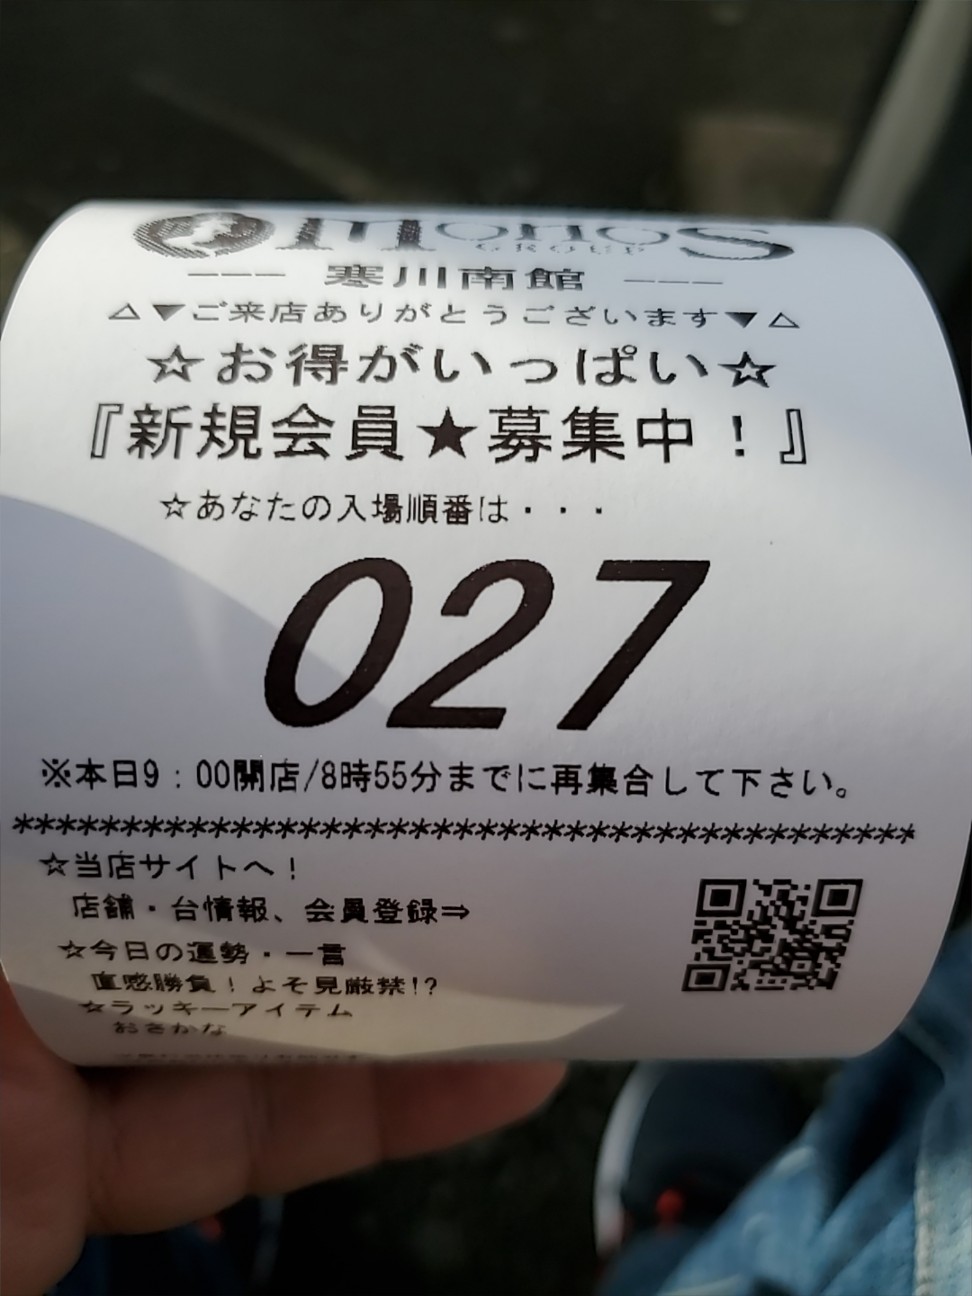 monos
GROUP
--- 寒川南館 ---
△▼ご来店ありがとうございます▼△
☆お得がいっぱい☆
『新規会員★募集中！』
☆あなたの入場順番は・・・
027
※本日9：00開店/8時55分までに再集合して下さい。
******************************************
☆当店サイトへ！
店舗・台情報、会員登録⇒
☆今日の運勢・一言
直感勝負！よそ見厳禁!?
☆ラッキーアイテム
おさかな